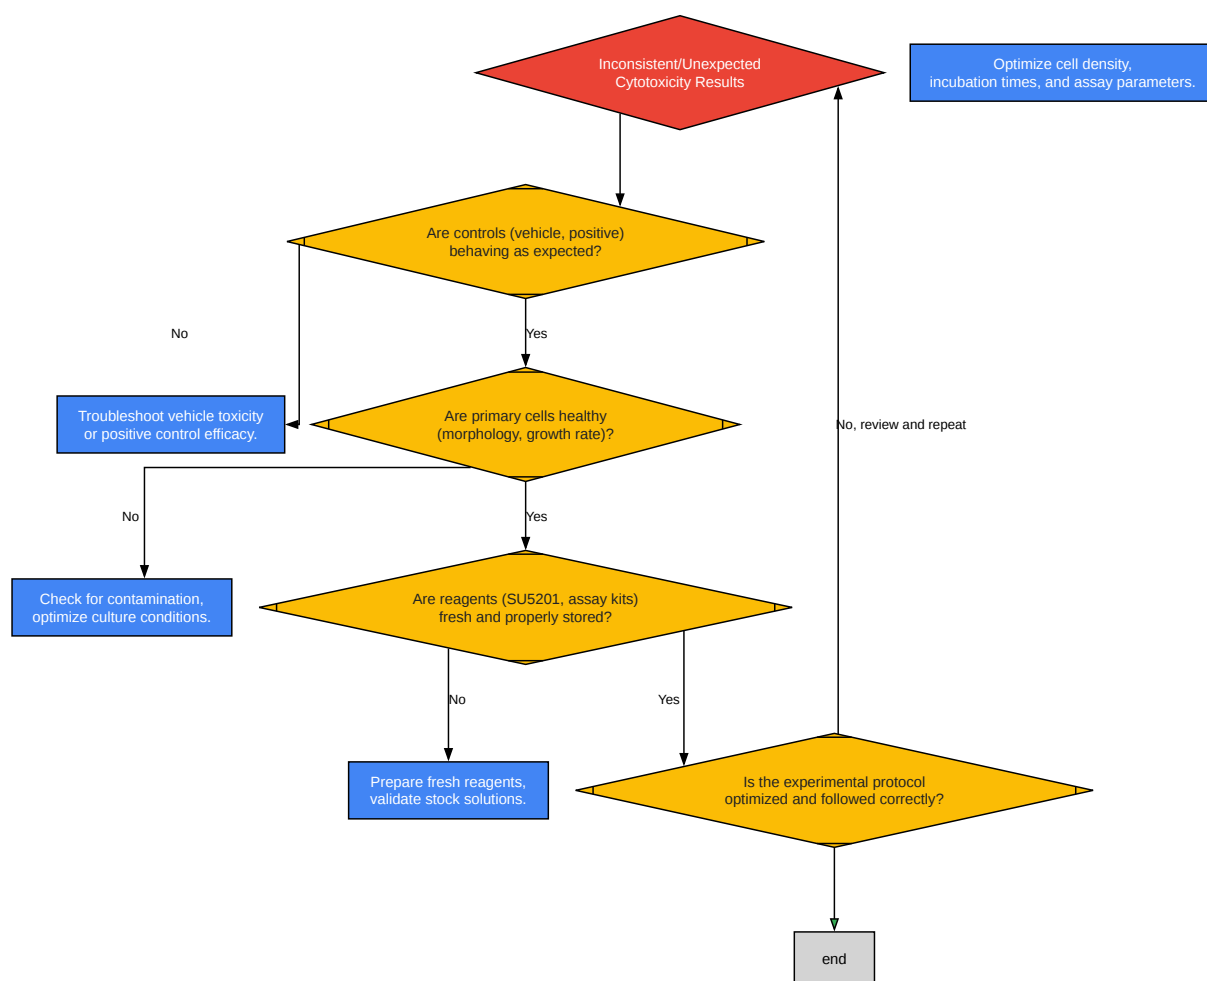 Inconsistent/Unexpected
Cytotoxicity Results
Optimize cell density,
incubation times, and assay parameters.
Are controls (vehicle, positive)
behaving as expected?
No
Yes
Troubleshoot vehicle toxicity
or positive control efficacy.
Are primary cells healthy
(morphology, growth rate)?
No, review and repeat
No
Yes
Check for contamination,
optimize culture conditions.
Are reagents (SU5201, assay kits)
fresh and properly stored?
No
Yes
Prepare fresh reagents,
validate stock solutions.
Is the experimental protocol
optimized and followed correctly?
end